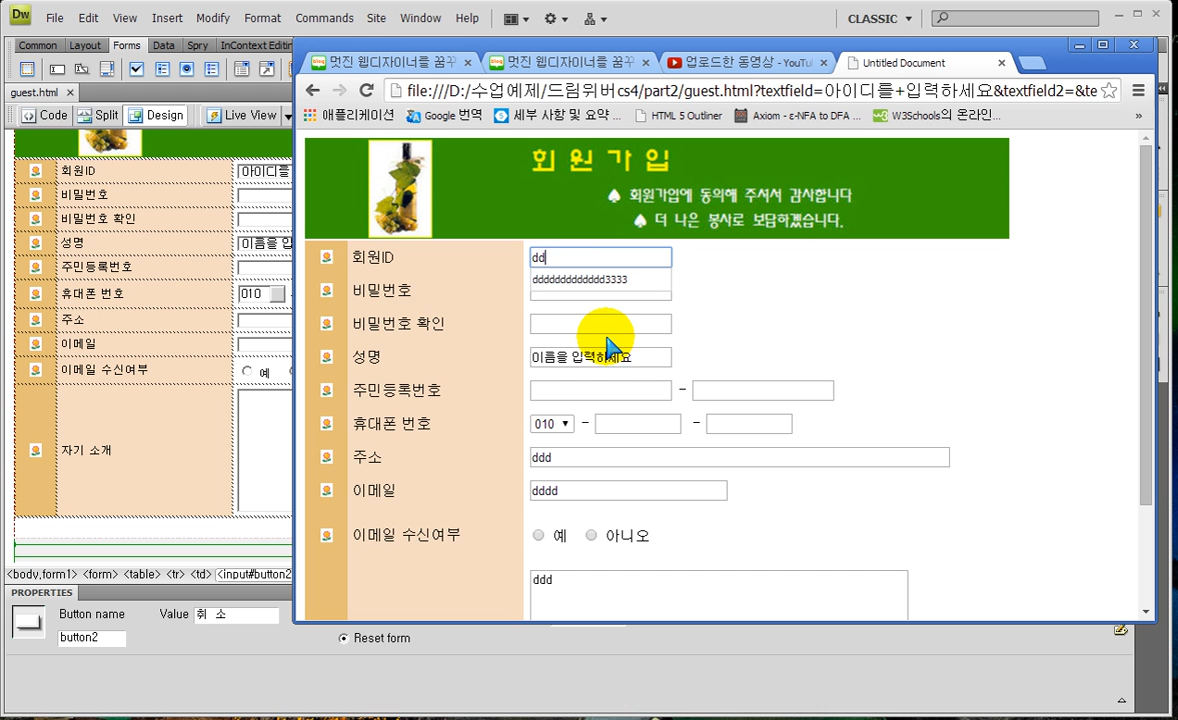 Dw File Edit View Insert Modify Format Commands Site Window Help CLASSIC
Common Layout Forms Data Spry InContext Editin
guest.html
Code Split Design Live View
회원ID 아이디를
비밀번호
비밀번호 확인
성명 이름을 입
주민등록번호
휴대폰 번호 010
주소
이메일
이메일 수신여부 예
자기 소개
<body,form1> <form> <table> <tr> <td> <input#button2
PROPERTIES
Button name Value 취 소
button2 Reset form
멋진 웹디자이너를 꿈꾸 멋진 웹디자이너를 꿈꾸 업로드한 동영상 - YouTu Untitled Document
file:///D:/수업예제/드림위버cs4/part2/guest.html?textfield=아이디를+입력하세요&textfield2=&te
애플리케이션 Google 번역 세부 사항 및 요약 ... HTML 5 Outliner Axiom - ε-NFA to DFA ... W3Schools의 온라인... »
회 원 가 입
♠ 회원가입에 동의해 주셔서 감사합니다
♠ 더 나은 봉사로 보답하겠습니다.
회원ID dd
ddddddddddddd3333
비밀번호
비밀번호 확인
성명 이름을 입력하세요
주민등록번호 -
휴대폰 번호 010 - -
주소 ddd
이메일 dddd
이메일 수신여부 예 아니오
ddd